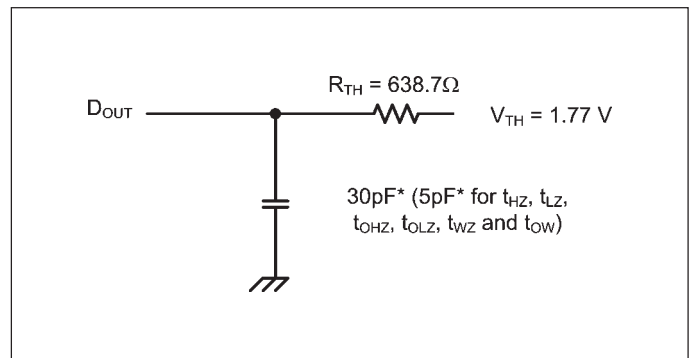 R_TH = 638.7Ω
D_OUT
V_TH = 1.77 V
30pF* (5pF* for t_HZ, t_LZ,
t_OHZ, t_OLZ, t_WZ and t_OW)